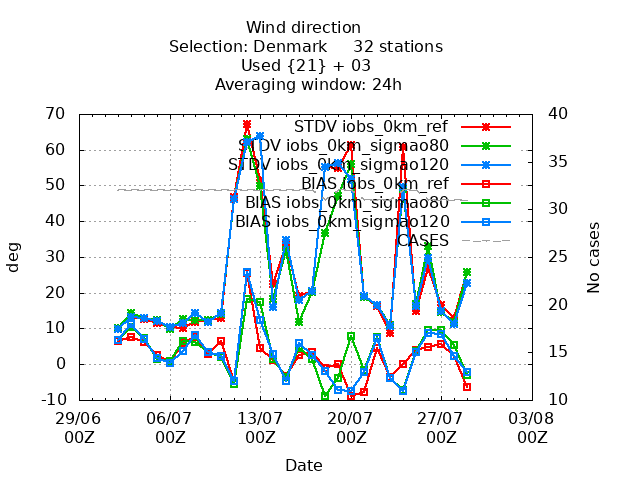 Wind direction
Selection: Denmark     32 stations
Used {21} + 03
Averaging window: 24h
70
60
50
40
30
20
10
0
-10
deg
40
35
30
25
20
15
10
No cases
STDV iobs_0km_ref
STDV iobs_0km_sigmao80
STDV iobs_0km_sigmao120
BIAS iobs_0km_ref
BIAS iobs_0km_sigmao80
BIAS iobs_0km_sigmao120
CASES
29/06 06/07 13/07 20/07 27/07 03/08
00Z 00Z 00Z 00Z 00Z 00Z
Date